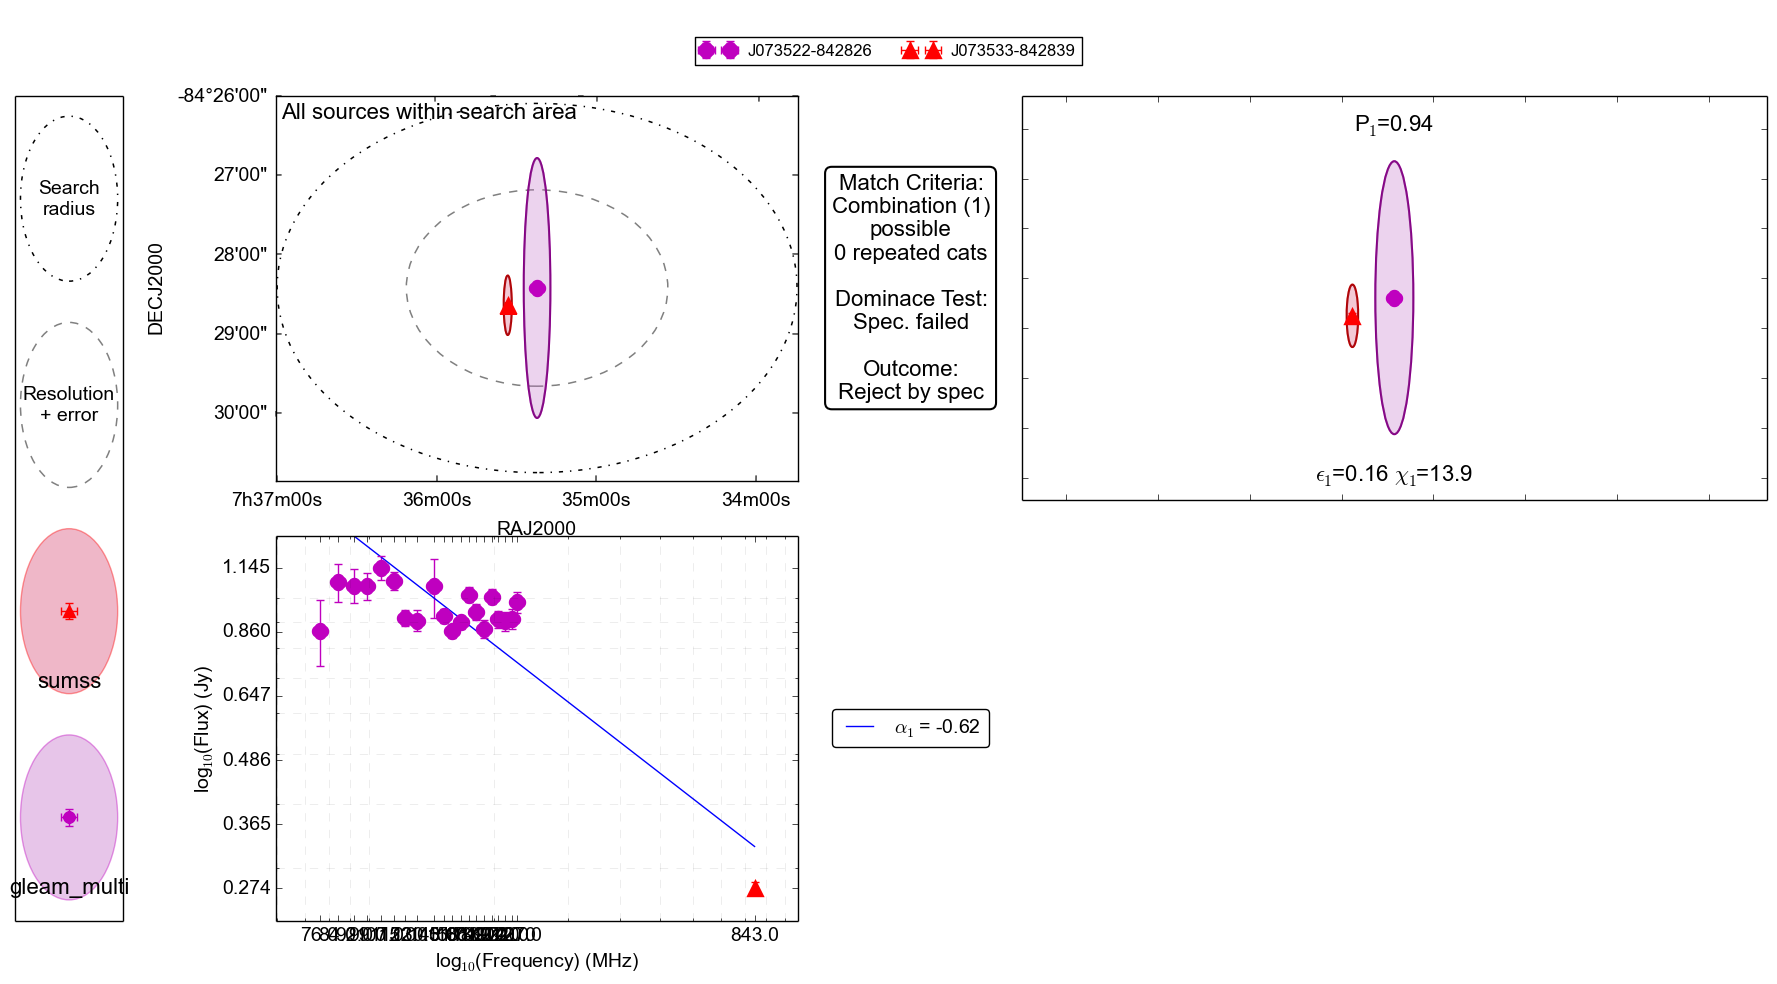 J073522-842826
J073533-842839
Search
radius
Resolution
+ error
sumss
gleam_multi
All sources within search area
-84°26'00"
27'00"
28'00"
29'00"
30'00"
DECJ2000
7h37m00s
36m00s
35m00s
34m00s
RAJ2000
Match Criteria:
Combination (1)
possible
0 repeated cats
Dominace Test:
Spec. failed
Outcome:
Reject by spec
P₁=0.94
ϵ₁=0.16 χ₁=13.9
1.145
0.860
0.647
0.486
0.365
0.274
log₁₀(Flux) (Jy)
843.0
log₁₀(Frequency) (MHz)
α₁ = -0.62